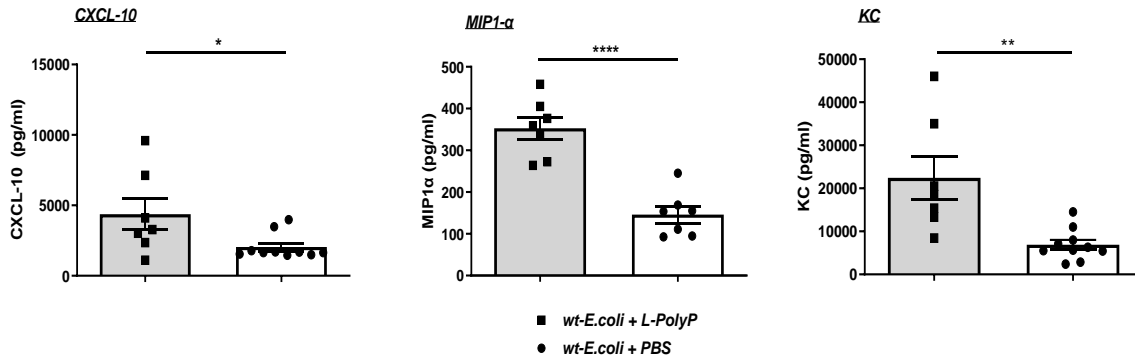 CXCL-10
*
CXCL-10 (pg/ml)
15000
10000
5000
0
MIP1-α
****
MIP1α (pg/ml)
500
400
300
200
100
0
KC
**
KC (pg/ml)
50000
40000
30000
20000
10000
0
wt-E.coli + L-PolyP
wt-E.coli + PBS